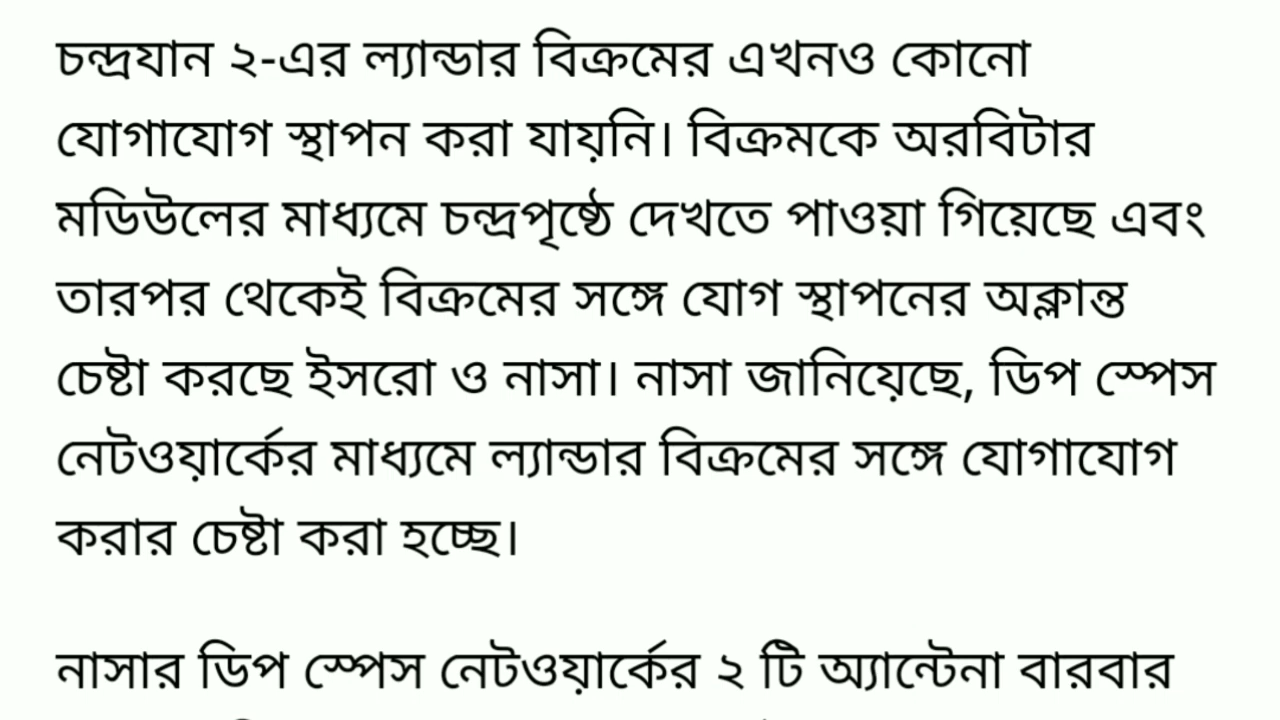 চন্দ্রযান ২-এর ল্যান্ডার বিক্রমের এখনও কোনো
যোগাযোগ স্থাপন করা যায়নি। বিক্রমকে অরবিটার
মডিউলের মাধ্যমে চন্দ্রপৃষ্ঠে দেখতে পাওয়া গিয়েছে এবং
তারপর থেকেই বিক্রমের সঙ্গে যোগ স্থাপনের অক্লান্ত
চেষ্টা করছে ইসরো ও নাসা। নাসা জানিয়েছে, ডিপ স্পেস
নেটওয়ার্কের মাধ্যমে ল্যান্ডার বিক্রমের সঙ্গে যোগাযোগ
করার চেষ্টা করা হচ্ছে।
নাসার ডিপ স্পেস নেটওয়ার্কের ২ টি অ্যান্টেনা বারবার